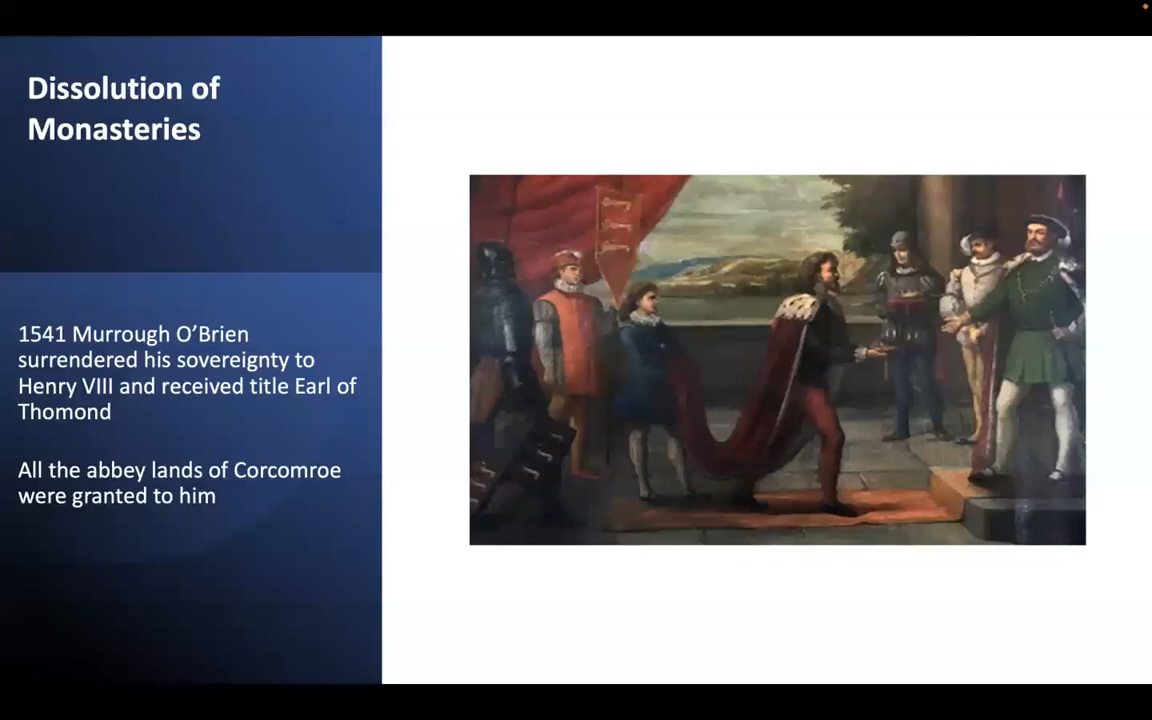 Dissolution of
Monasteries
1541 Murrough O’Brien
surrendered his sovereignty to
Henry VIII and received title Earl of
Thomond
All the abbey lands of Corcomroe
were granted to him